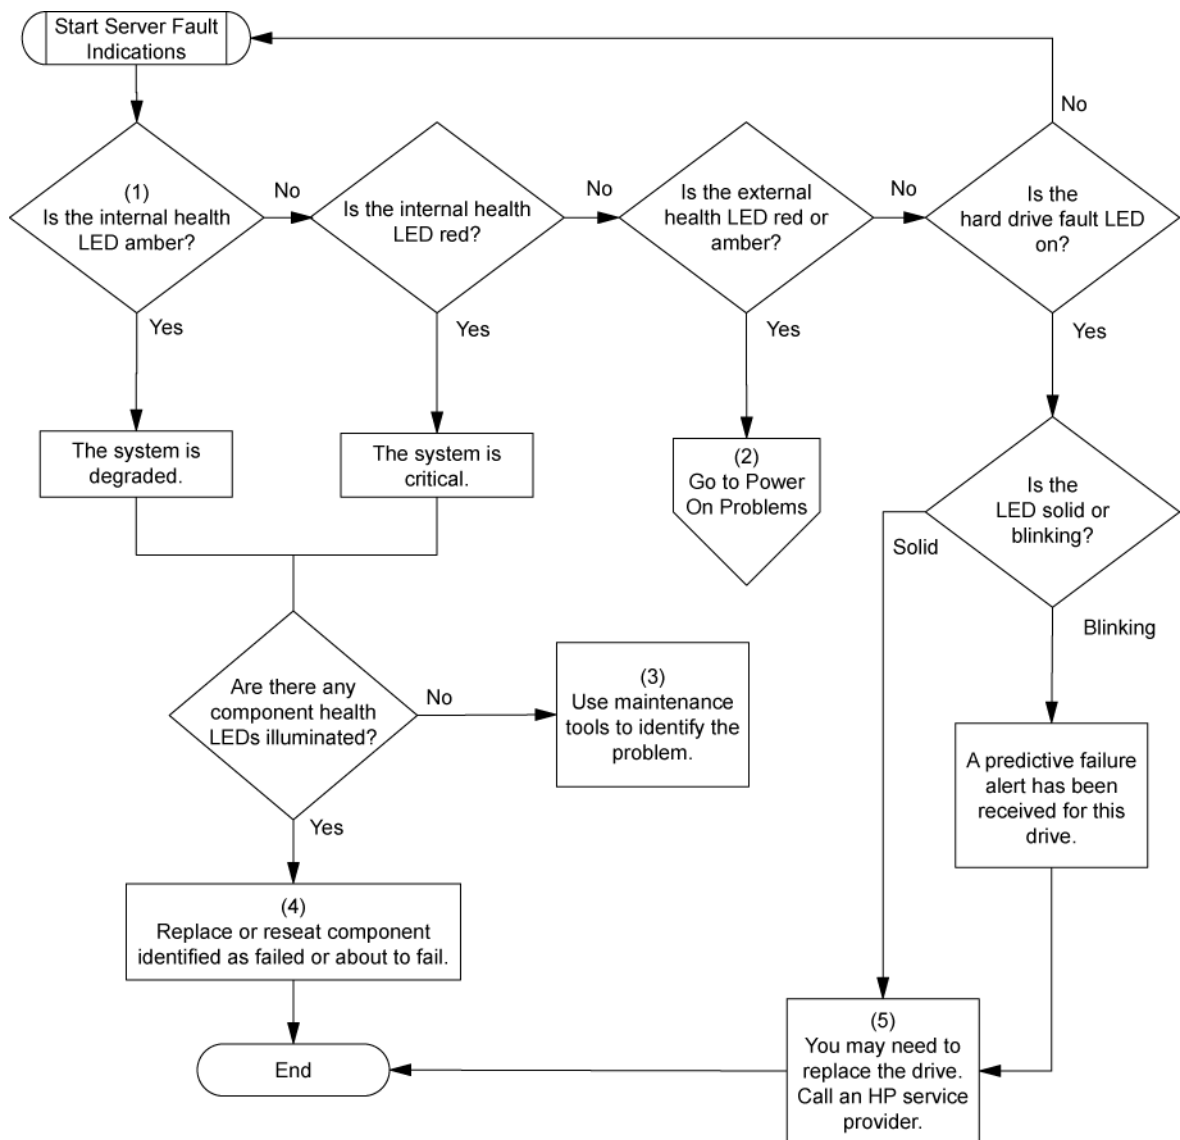 Start Server Fault
Indications
No
(1)
Is the internal health
LED amber?
No
Is the internal health
LED red?
No
Is the external
health LED red or
amber?
No
Is the
hard drive fault LED
on?
Yes
Yes
Yes
Yes
The system is
degraded.
The system is
critical.
(2)
Go to Power
On Problems
Is the
LED solid or
blinking?
Solid
Blinking
Are there any
component health
LEDs illuminated?
No
(3)
Use maintenance
tools to identify the
problem.
A predictive failure
alert has been
received for this
drive.
Yes
(4)
Replace or reseat component
identified as failed or about to fail.
(5)
You may need to
replace the drive.
Call an HP service
provider.
End